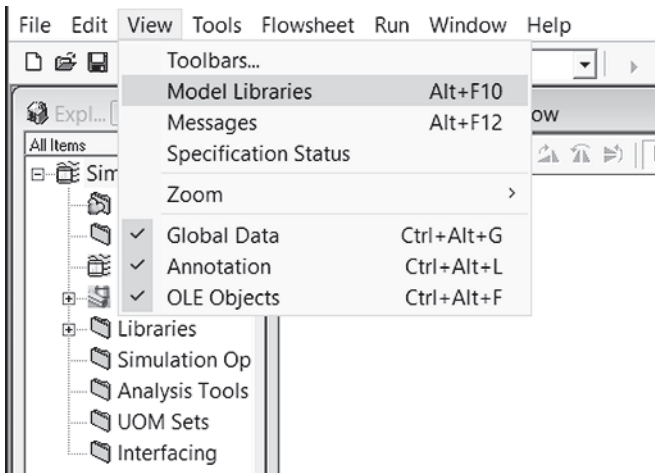 File Edit View Tools Flowsheet Run Window Help
Toolbars...
Model Libraries Alt+F10
Messages Alt+F12
Specification Status
Zoom
Global Data Ctrl+Alt+G
Annotation Ctrl+Alt+L
OLE Objects Ctrl+Alt+F
Expl...
ow
All Items
Sim
Libraries
Simulation Op
Analysis Tools
UOM Sets
Interfacing